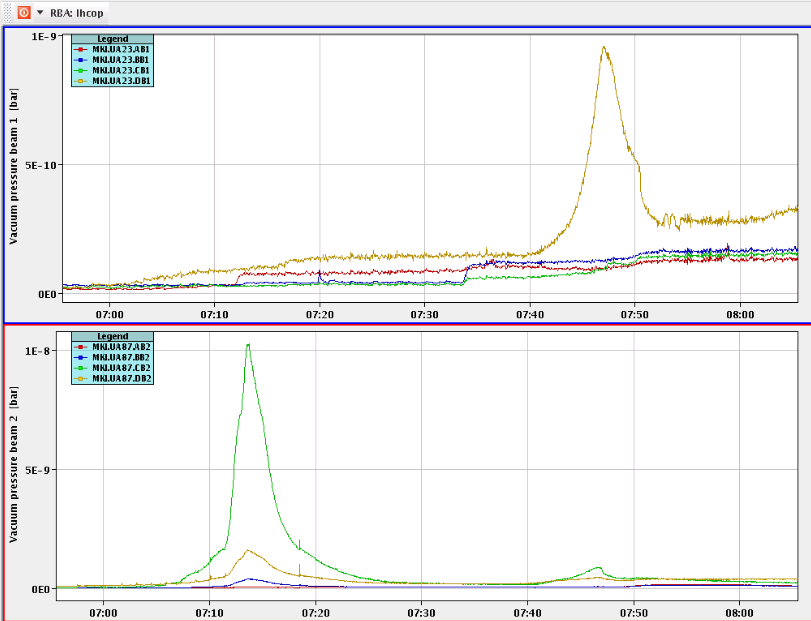 RBA: lhcop
Vacuum pressure beam 1 [bar]
1E-9
5E-10
0E0
Legend
MKI.UA23.AB1
MKI.UA23.BB1
MKI.UA23.CB1
MKI.UA23.DB1
07:00 07:10 07:20 07:30 07:40 07:50 08:00
Vacuum pressure beam 2 [bar]
1E-8
5E-9
0E0
Legend
MKI.UA87.AB2
MKI.UA87.BB2
MKI.UA87.CB2
MKI.UA87.DB2
07:00 07:10 07:20 07:30 07:40 07:50 08:00